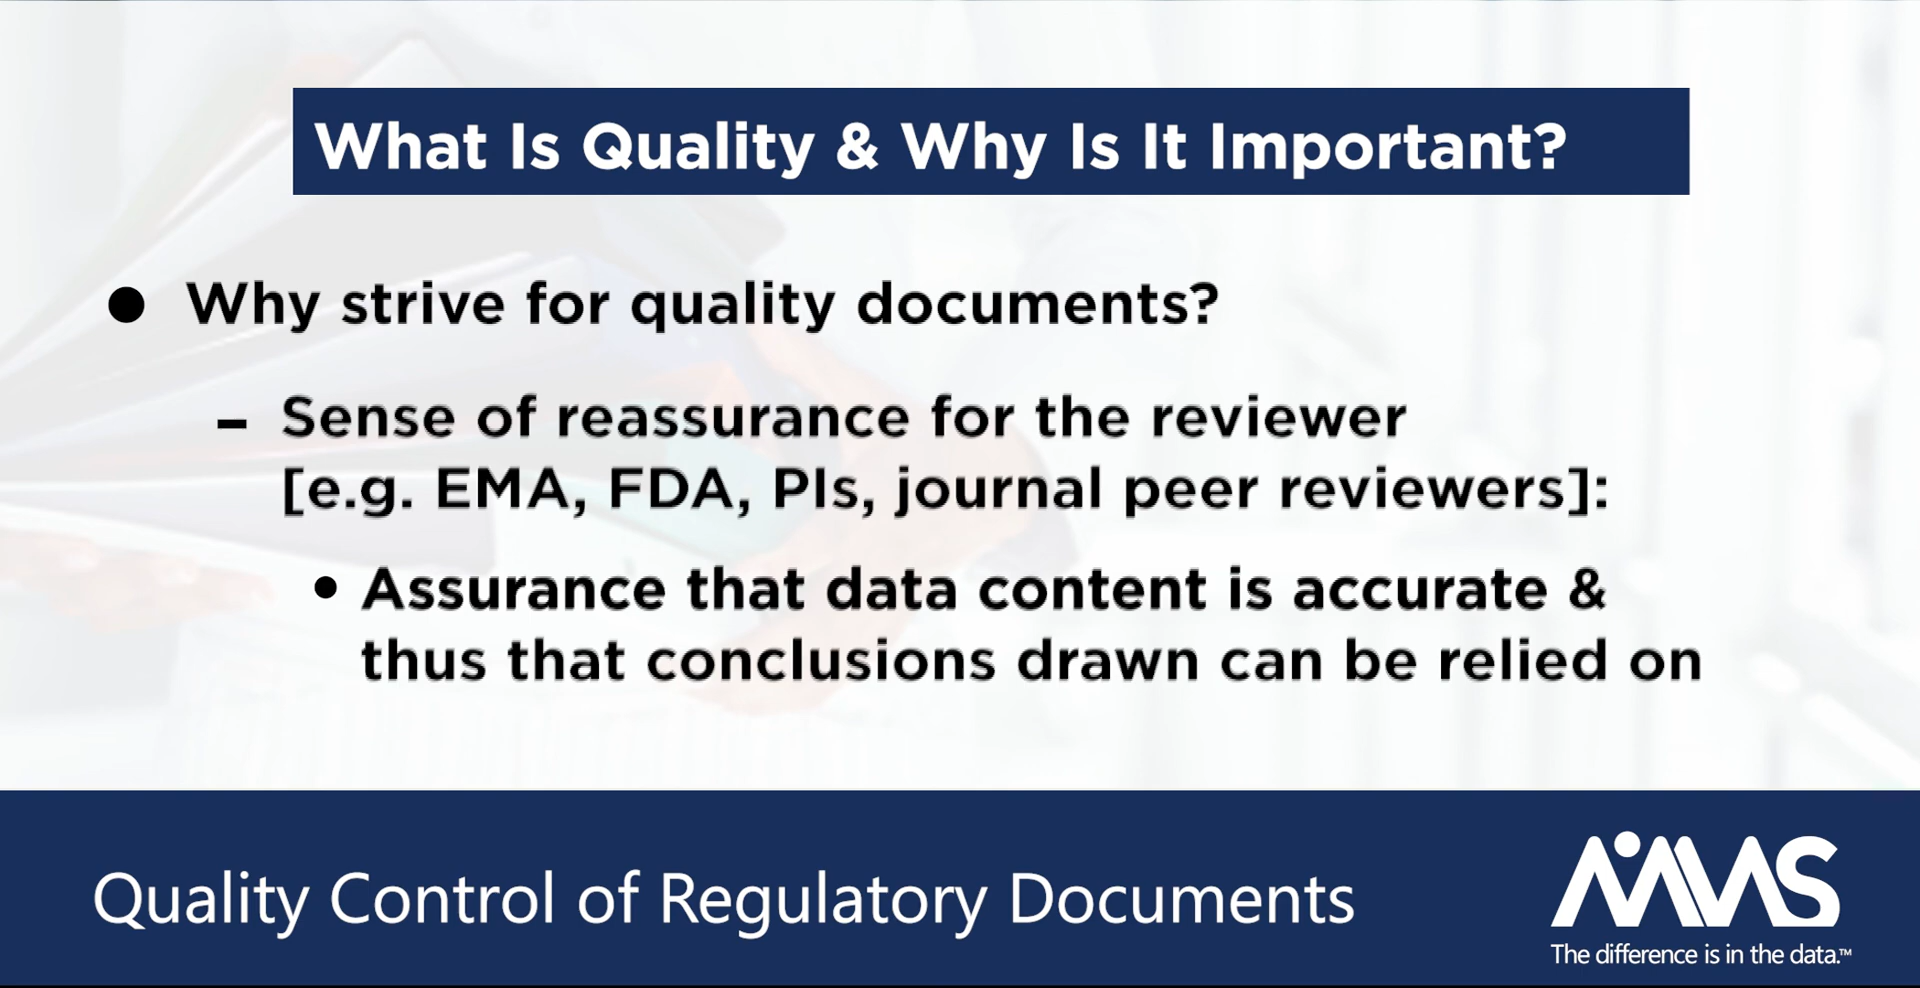 What Is Quality & Why Is It Important?
● Why strive for quality documents?
– Sense of reassurance for the reviewer
[e.g. EMA, FDA, PIs, journal peer reviewers]:
• Assurance that data content is accurate &
thus that conclusions drawn can be relied on
Quality Control of Regulatory Documents
MMS
The difference is in the data.™